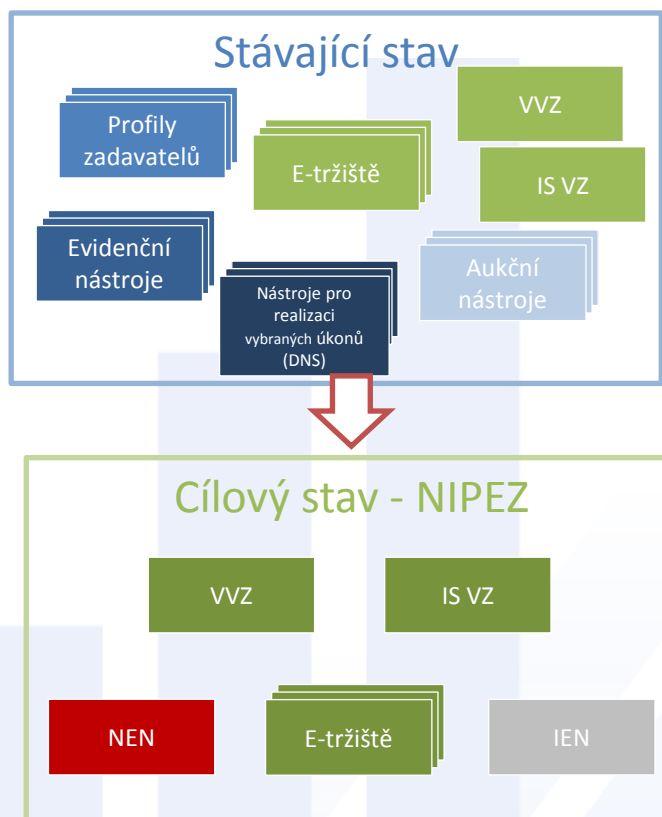 Stávající stav
Profily
zadavatelů
E-tržiště
VVZ
IS VZ
Evidenční
nástroje
Nástroje pro
realizaci
vybraných úkonů
(DNS)
Aukční
nástroje
Cílový stav - NIPEZ
VVZ
IS VZ
NEN
E-tržiště
IEN